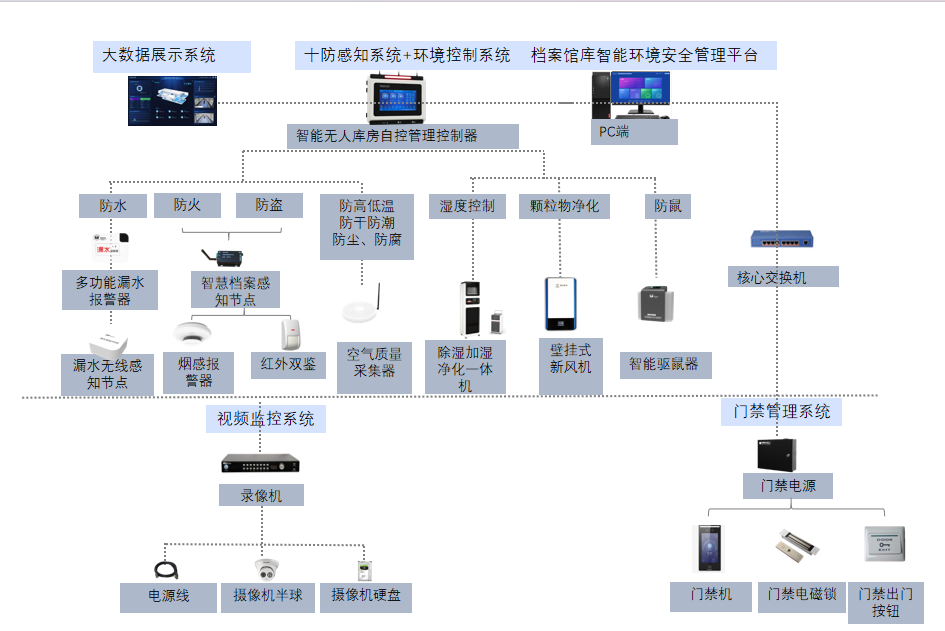 大数据展示系统
十防感知系统+环境控制系统
档案馆库智能环境安全管理平台
智能无人库房自控管理控制器
PC端
防水
防火
防盗
防高低温
防干防潮
防尘、防腐
湿度控制
颗粒物净化
防鼠
漏水
多功能漏水
报警器
智慧档案感
知节点
核心交换机
漏水无线感
知节点
烟感报
警器
红外双鉴
空气质量
采集器
除湿加湿
净化一体
机
壁挂式
新风机
智能驱鼠器
视频监控系统
门禁管理系统
录像机
门禁电源
EXIT
电源线
摄像机半球
摄像机硬盘
门禁机
门禁电磁锁
门禁出门
按钮